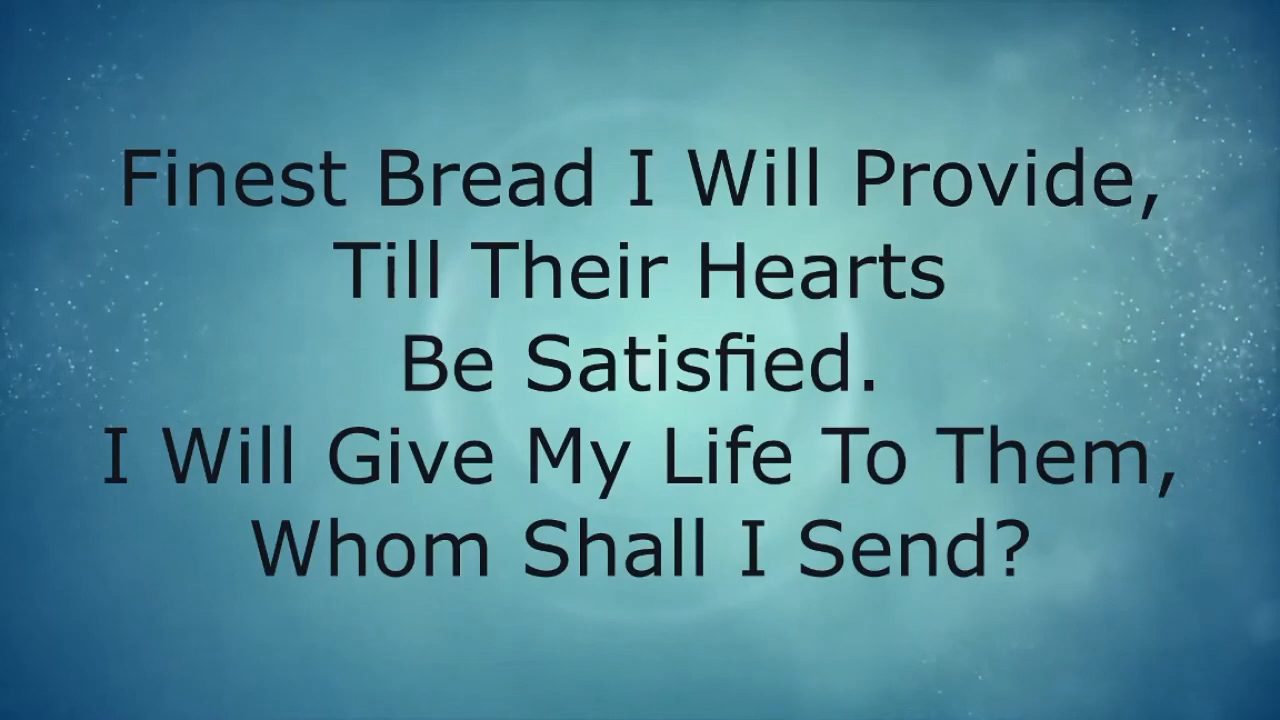 Finest Bread I Will Provide,
Till Their Hearts
Be Satisfied.
I Will Give My Life To Them,
Whom Shall I Send?